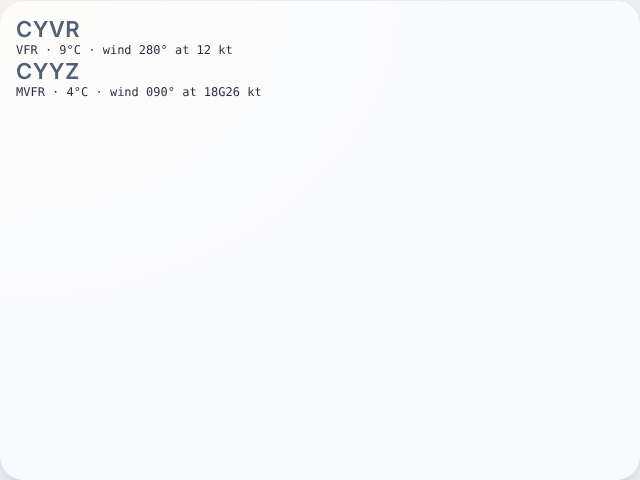 CYVR
VFR · 9°C · wind 280° at 12 kt
CYYZ
MVFR · 4°C · wind 090° at 18G26 kt